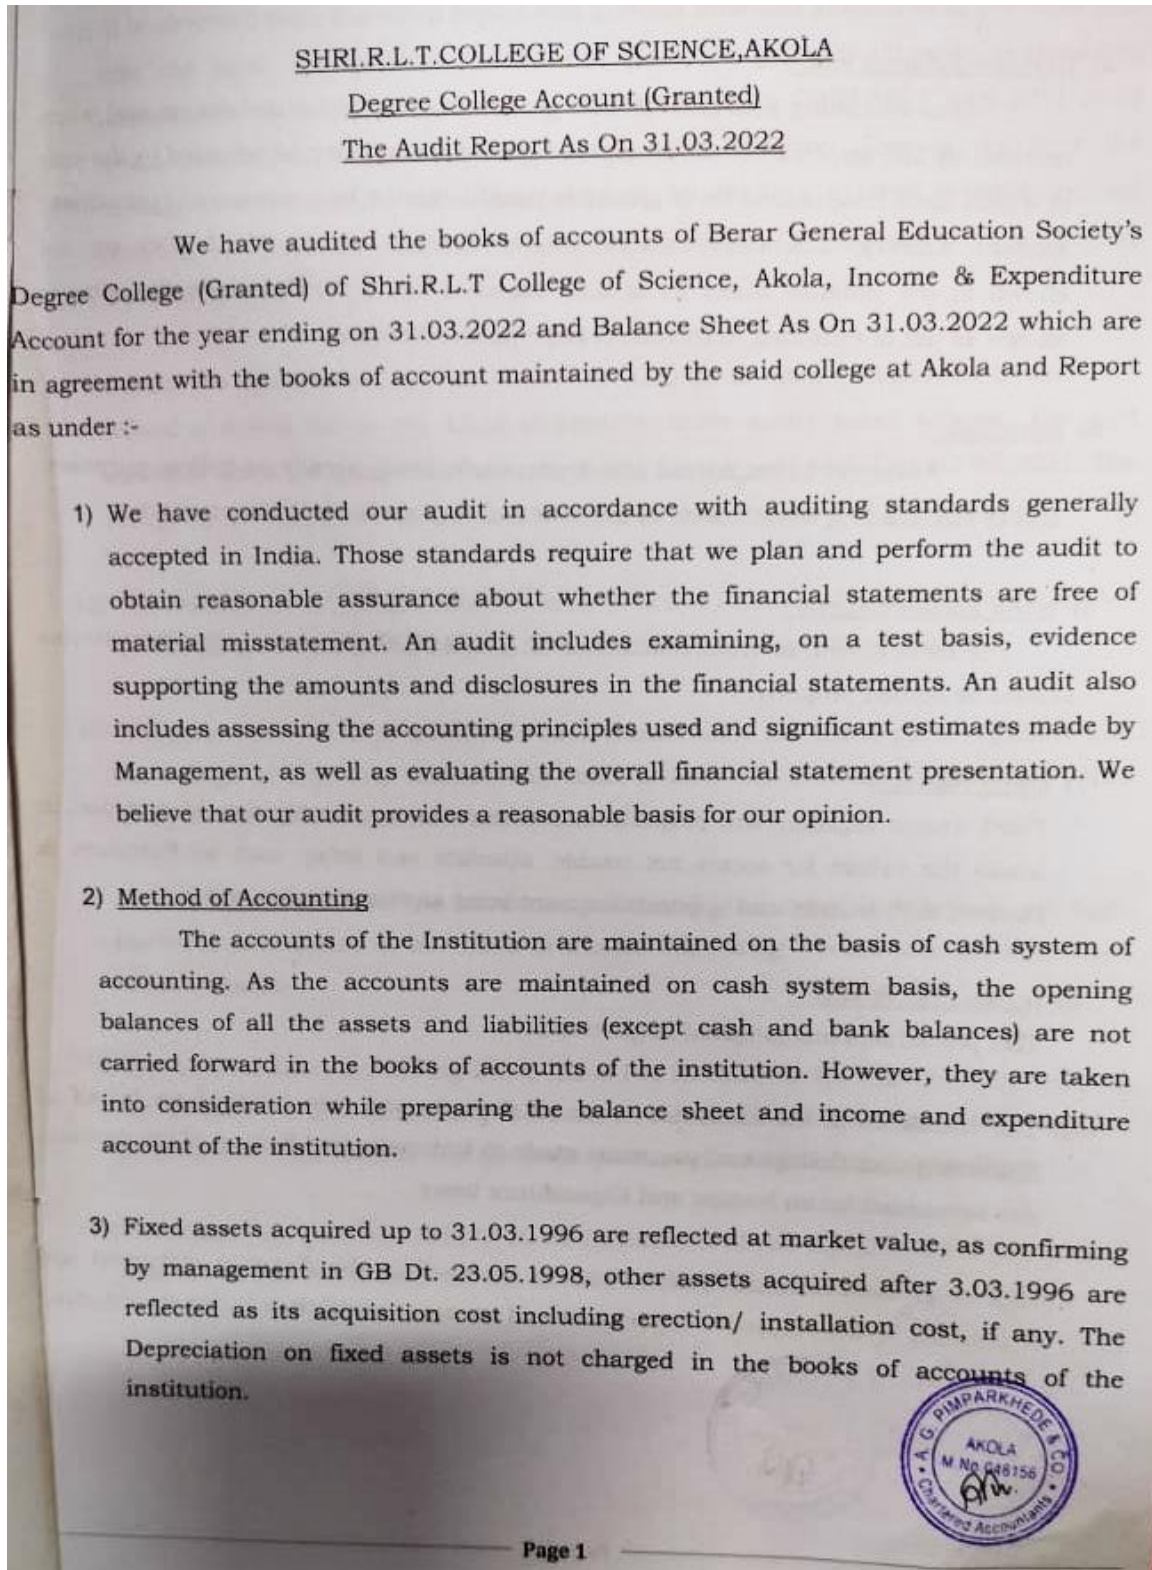 SHRI.R.L.T.COLLEGE OF SCIENCE,AKOLA
Degree College Account (Granted)
The Audit Report As On 31.03.2022
We have audited the books of accounts of Berar General Education Society's
Degree College (Granted) of Shri.R.L.T College of Science, Akola, Income & Expenditure
Account for the year ending on 31.03.2022 and Balance Sheet As On 31.03.2022 which are
in agreement with the books of account maintained by the said college at Akola and Report
as under :-
1) We have conducted our audit in accordance with auditing standards generally
accepted in India. Those standards require that we plan and perform the audit to
obtain reasonable assurance about whether the financial statements are free of
material misstatement. An audit includes examining, on a test basis, evidence
supporting the amounts and disclosures in the financial statements. An audit also
includes assessing the accounting principles used and significant estimates made by
Management, as well as evaluating the overall financial statement presentation. We
believe that our audit provides a reasonable basis for our opinion.
2) Method of Accounting
The accounts of the Institution are maintained on the basis of cash system of
accounting. As the accounts are maintained on cash system basis, the opening
balances of all the assets and liabilities (except cash and bank balances) are not
carried forward in the books of accounts of the institution. However, they are taken
into consideration while preparing the balance sheet and income and expenditure
account of the institution.
3) Fixed assets acquired up to 31.03.1996 are reflected at market value, as confirming
by management in GB Dt. 23.05.1998, other assets acquired after 3.03.1996 are
reflected as its acquisition cost including erection/ installation cost, if any. The
Depreciation on fixed assets is not charged in the books of accounts of the
institution.
A. G. PIMPARKHEDE & CO.
AKOLA
M.No.046156
Chartered Accountants
Page 1